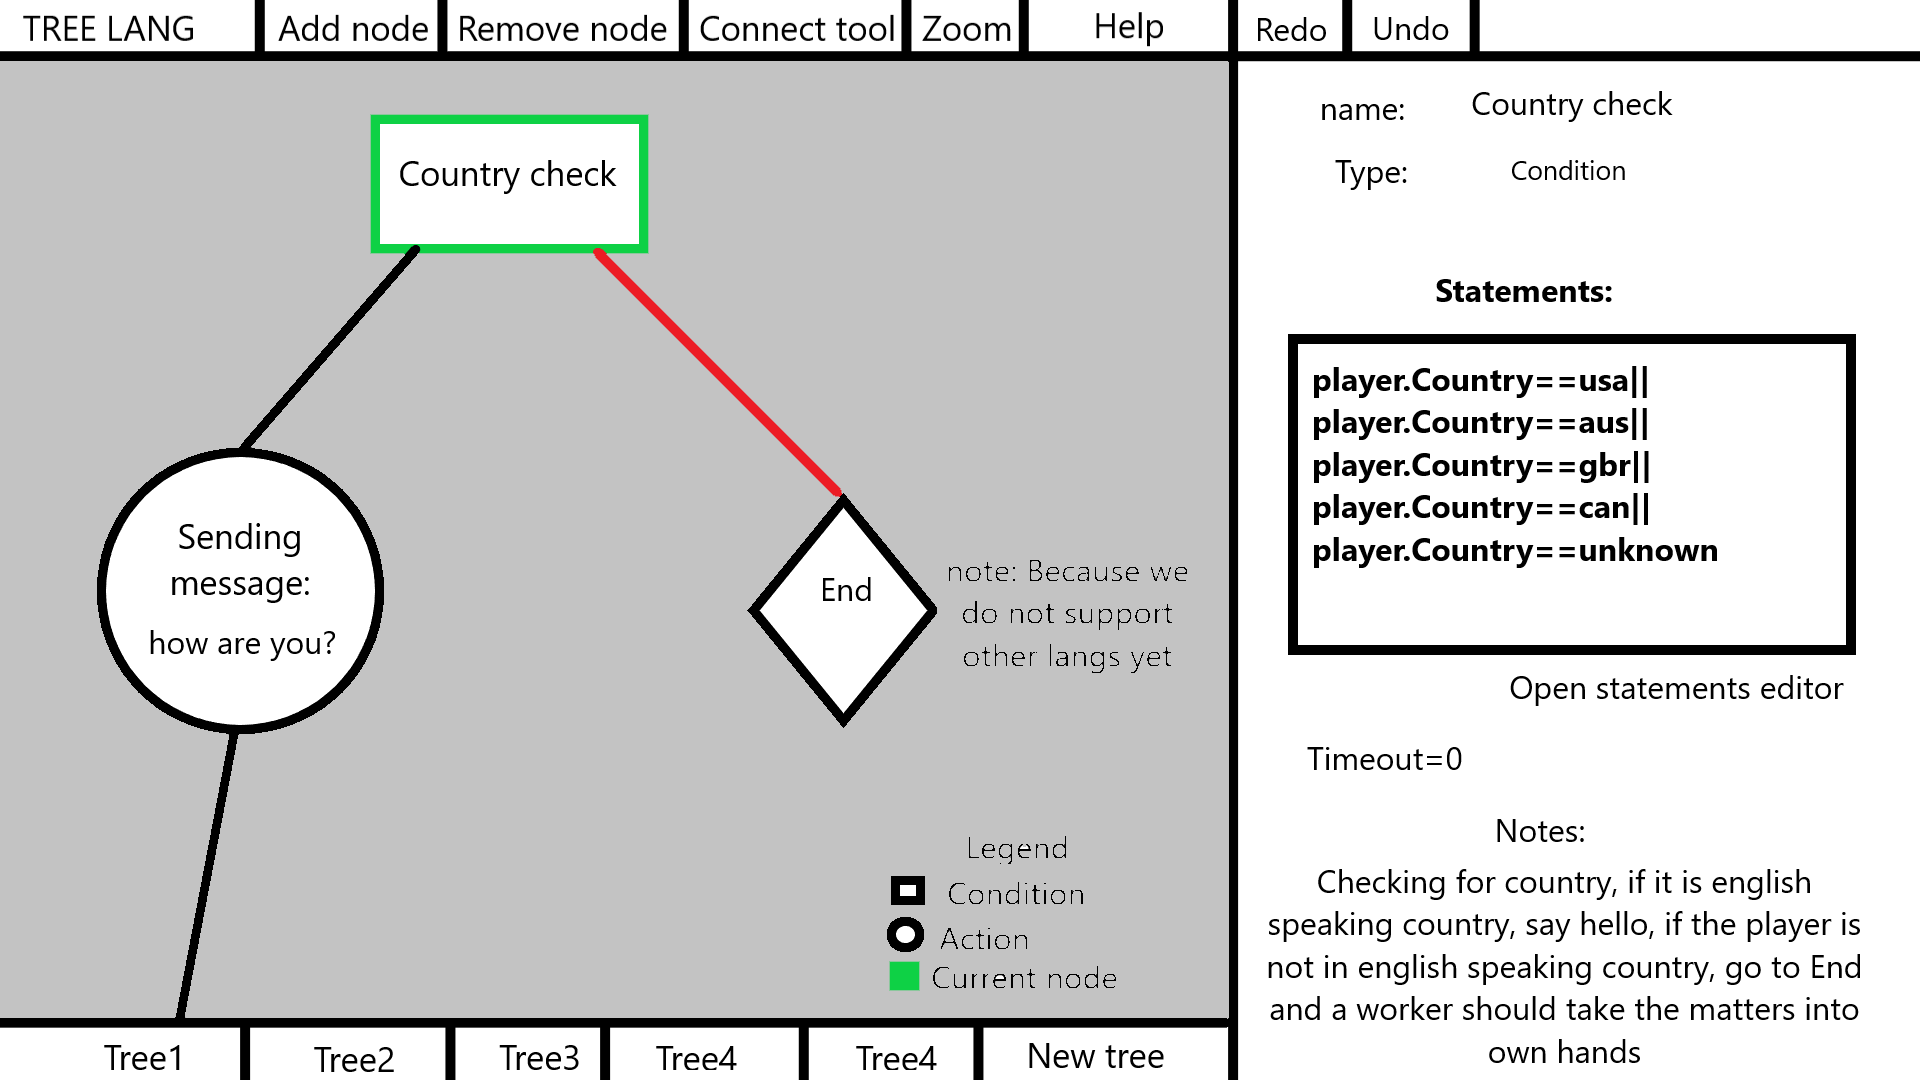 TREE LANG
Add node
Remove node
Connect tool
Zoom
Help
Redo
Undo
Country check
Sending
message:
how are you?
End
note: Because we
do not support
other langs yet
Legend
Condition
Action
Current node
Tree1
Tree2
Tree3
Tree4
Tree4
New tree
name: Country check
Type: Condition
Statements:
player.Country==usa||
player.Country==aus||
player.Country==gbr||
player.Country==can||
player.Country==unknown
Open statements editor
Timeout=0
Notes:
Checking for country, if it is english
speaking country, say hello, if the player is
not in english speaking country, go to End
and a worker should take the matters into
own hands